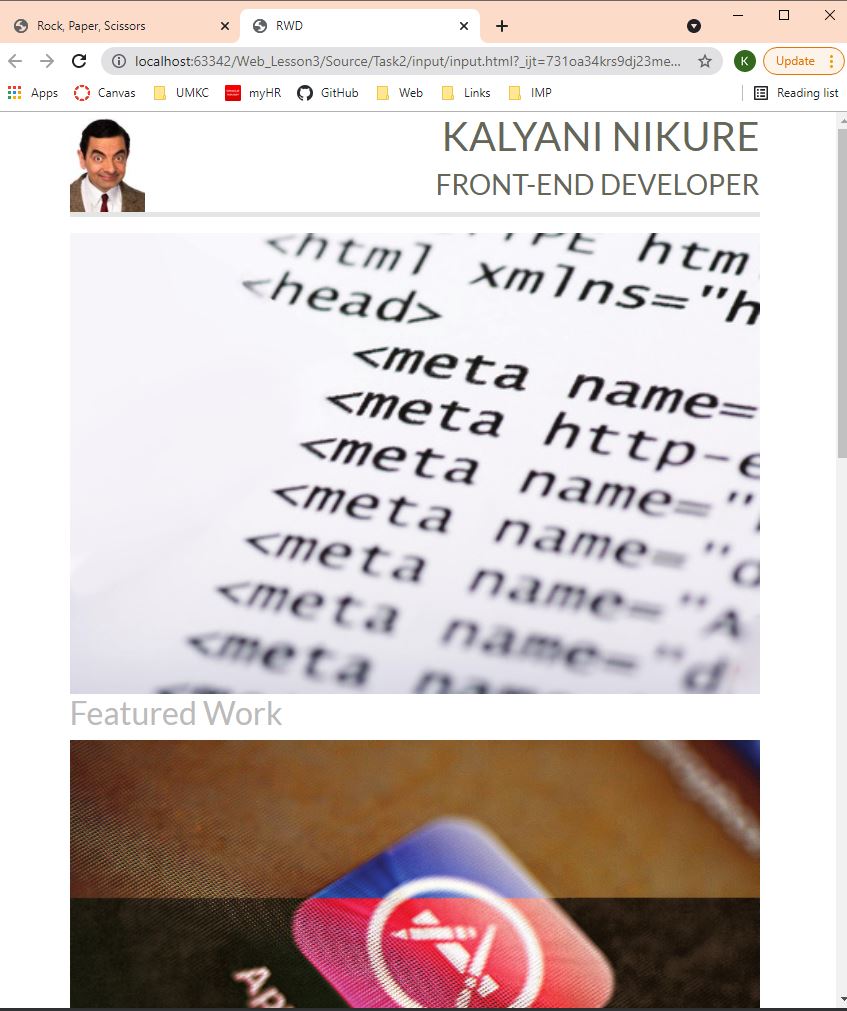 Rock, Paper, Scissors
RWD
localhost:63342/Web_Lesson3/Source/Task2/input/input.html?_ijt=731oa34krs9dj23me...
K
Update
Apps
Canvas
UMKC
myHR
GitHub
Web
Links
IMP
Reading list
KALYANI NIKURE
FRONT-END DEVELOPER
<html xmlns="h
<head>
<meta name=
<meta http-e
<meta name="
<meta name="d
<meta name="A
<meta name="d
<meta
Featured Work